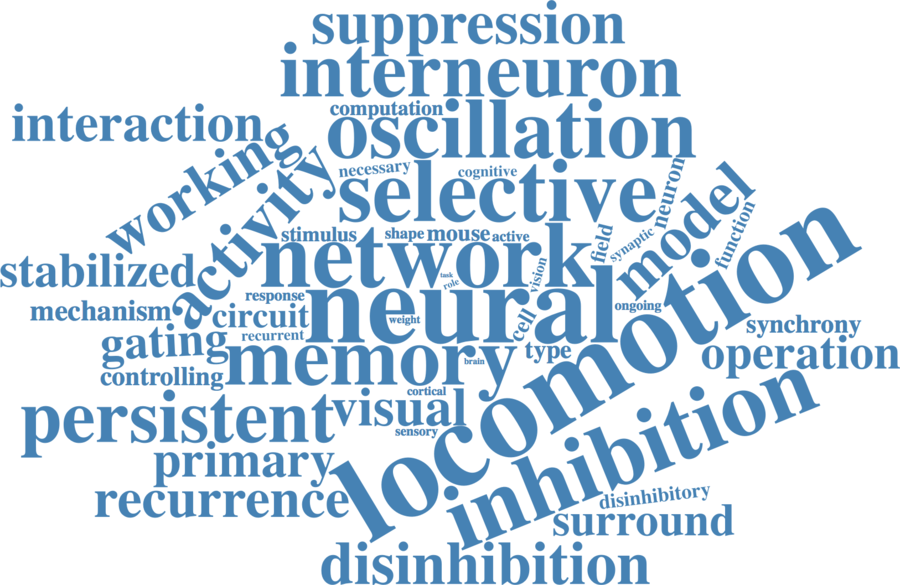 suppression
interneuron
computation
interaction
oscillation
working
necessary
cognitive
activity
selective
neuron
model
stimulus
shape
mouse
active
field
synaptic
function
network
stabilized
task
role
vision
locomotion
response
neural
ongoing
mechanism
circuit
weight
cell
synchrony
gating
recurrent
memory
brain
type
operation
controlling
cortical
persistent
visual
sensory
inhibition
primary
recurrence
disinhibitory
surround
disinhibition